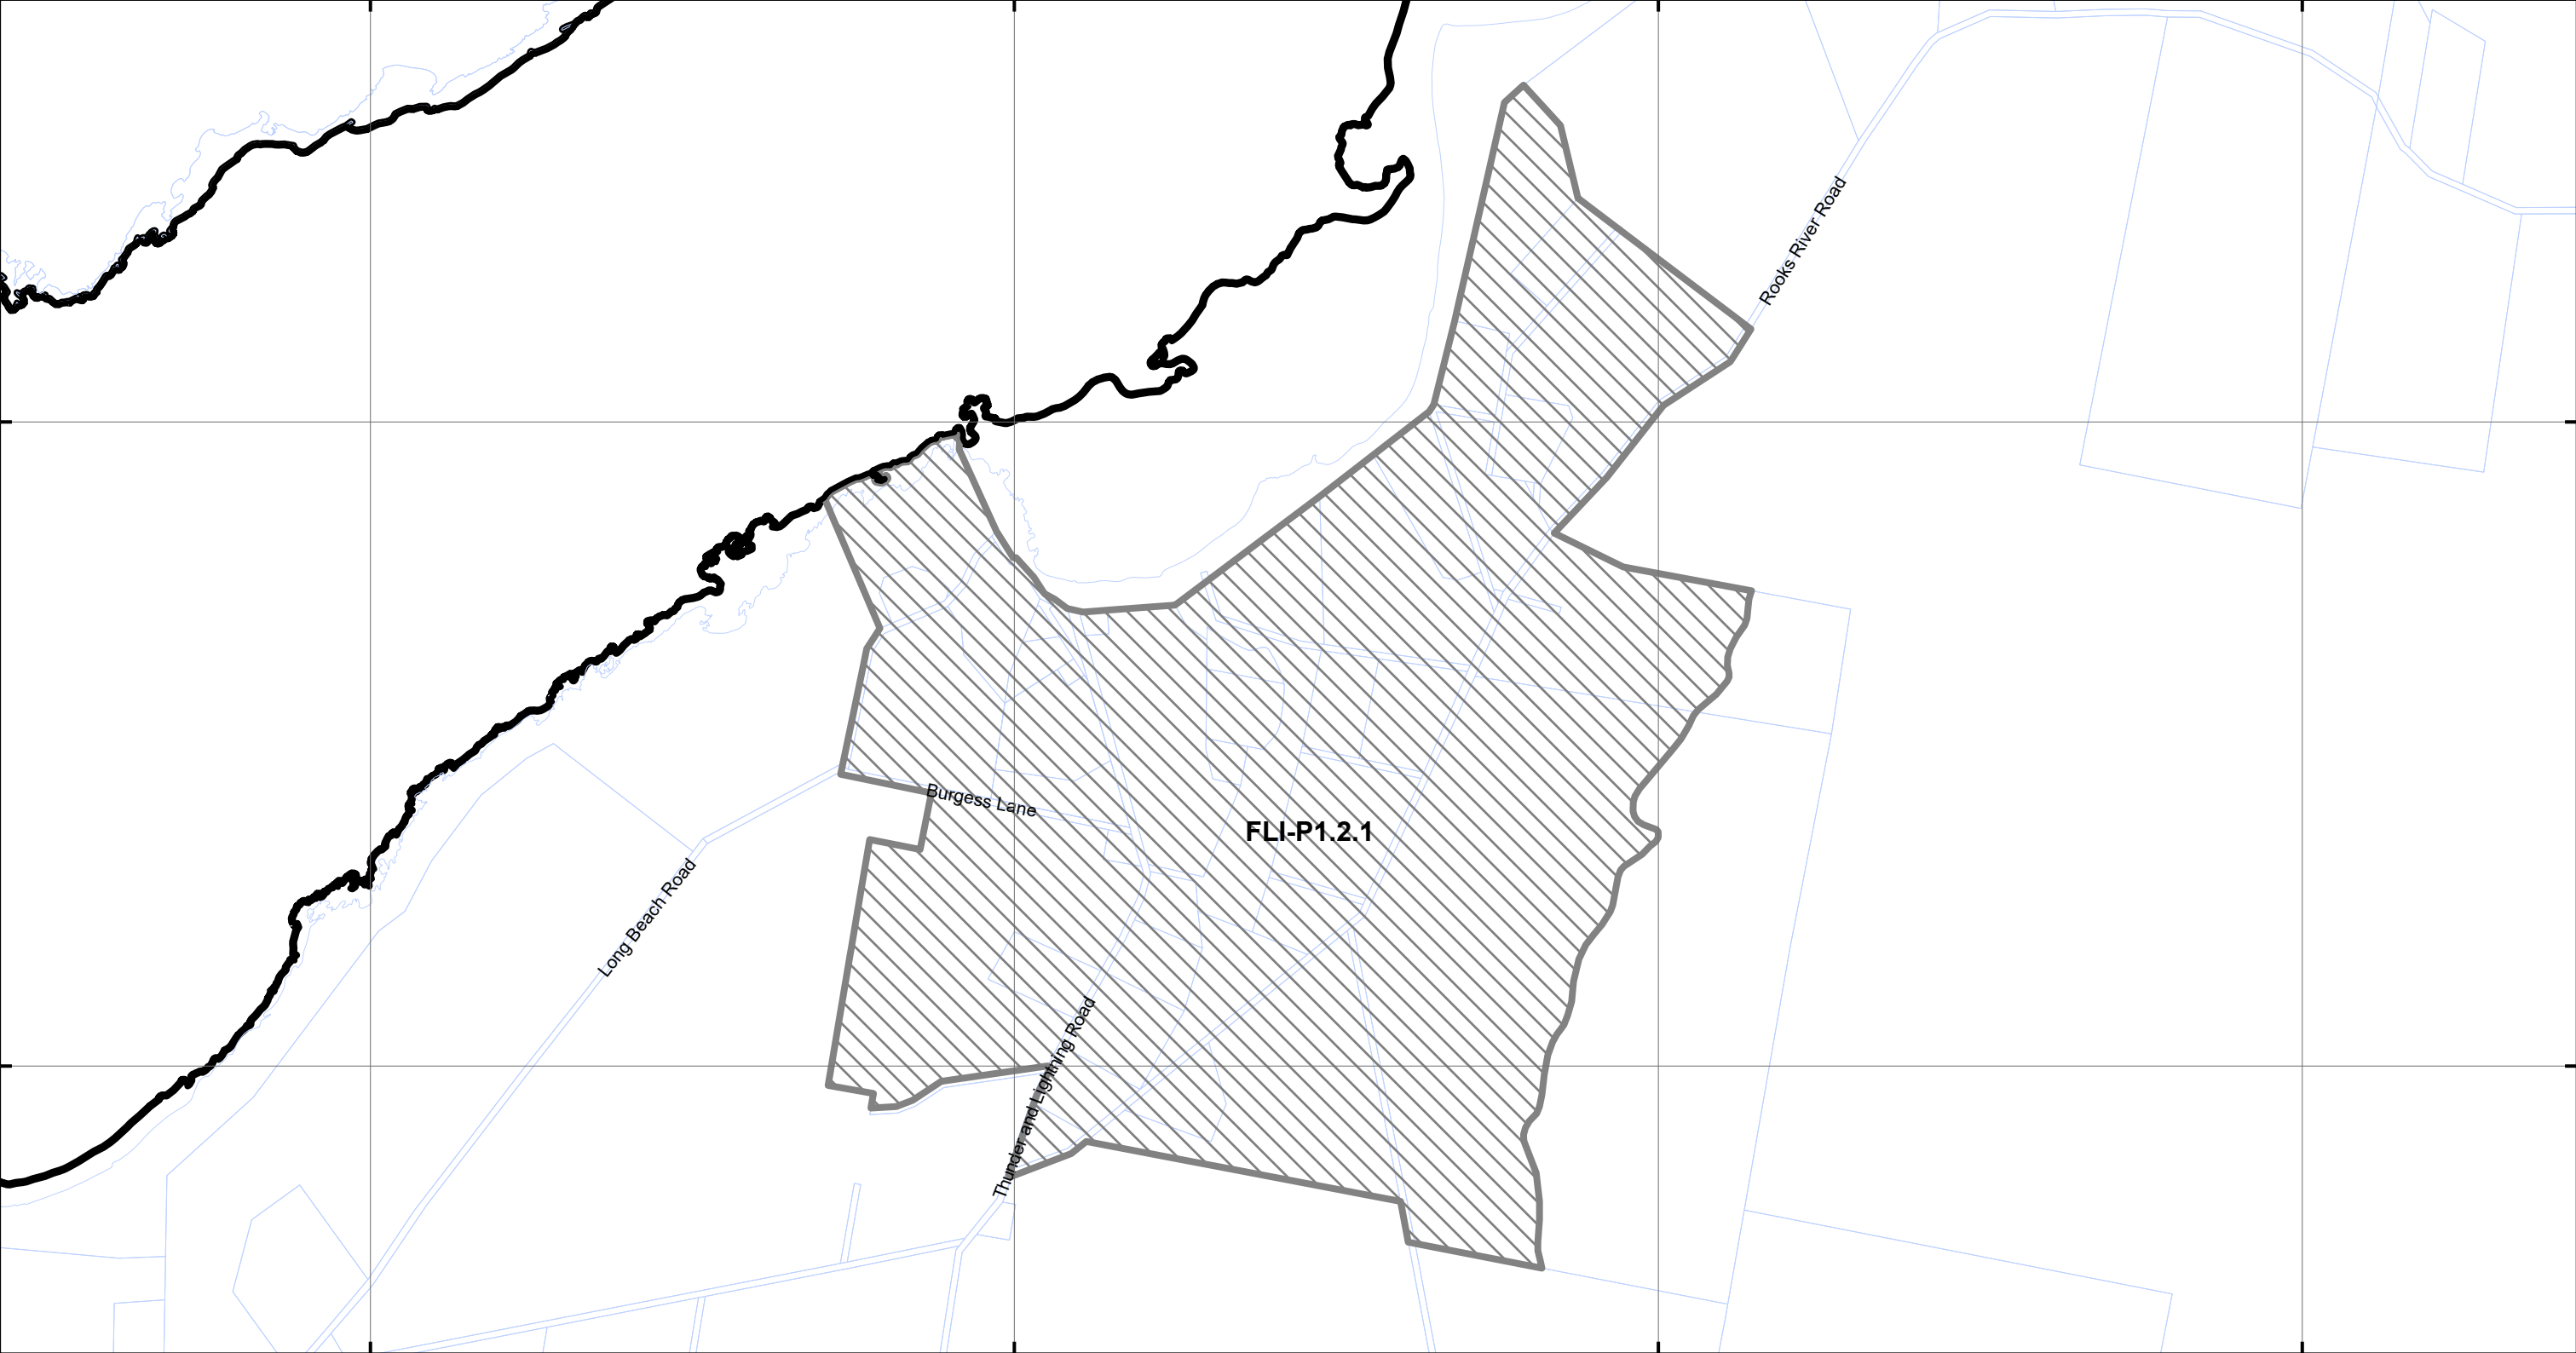 Rooks River Road
Burgess Lane
FLI-P1.2.1
Long Beach Road
Thunder and Lightning Road